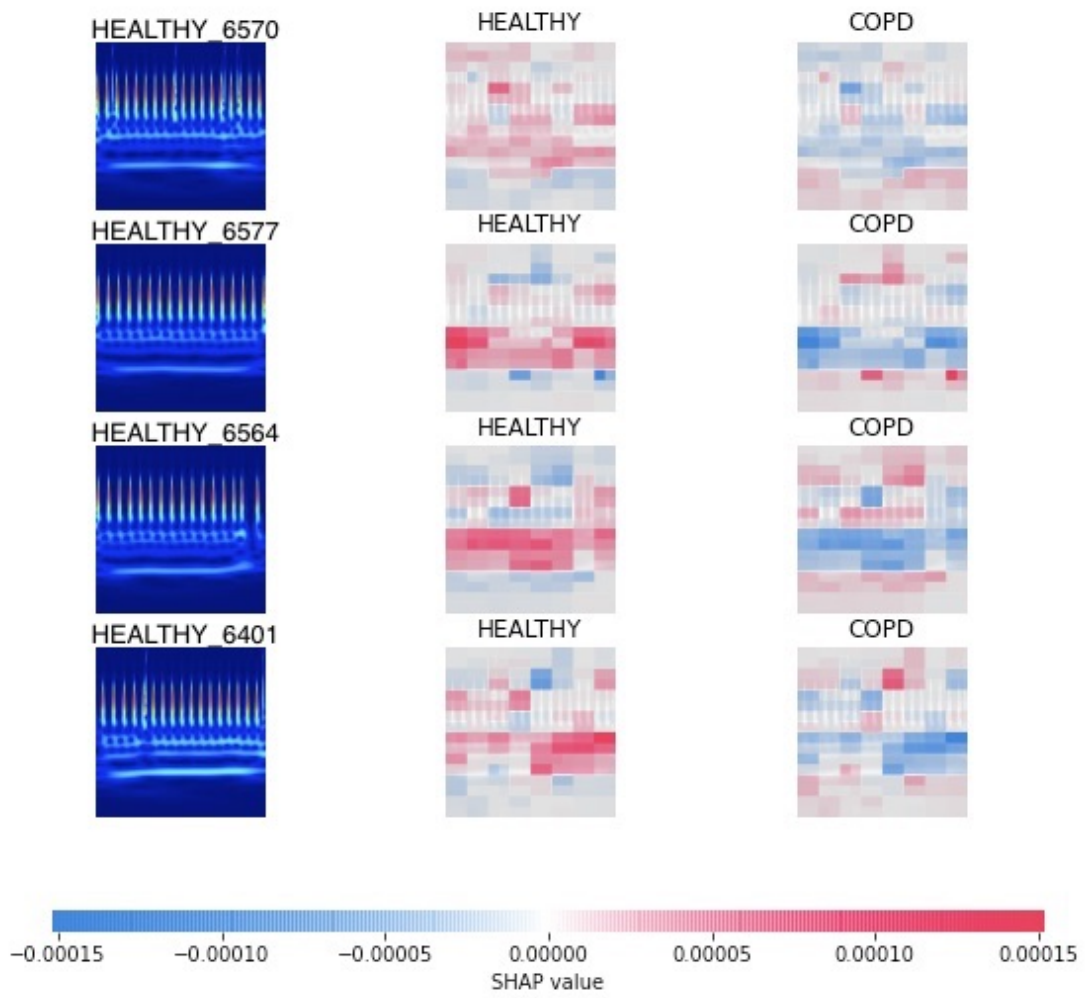 HEALTHY_6570 HEALTHY COPD
HEALTHY_6577 HEALTHY COPD
HEALTHY_6564 HEALTHY COPD
HEALTHY_6401 HEALTHY COPD
−0.00015 −0.00010 −0.00005 0.00000 0.00005 0.00010 0.00015
SHAP value